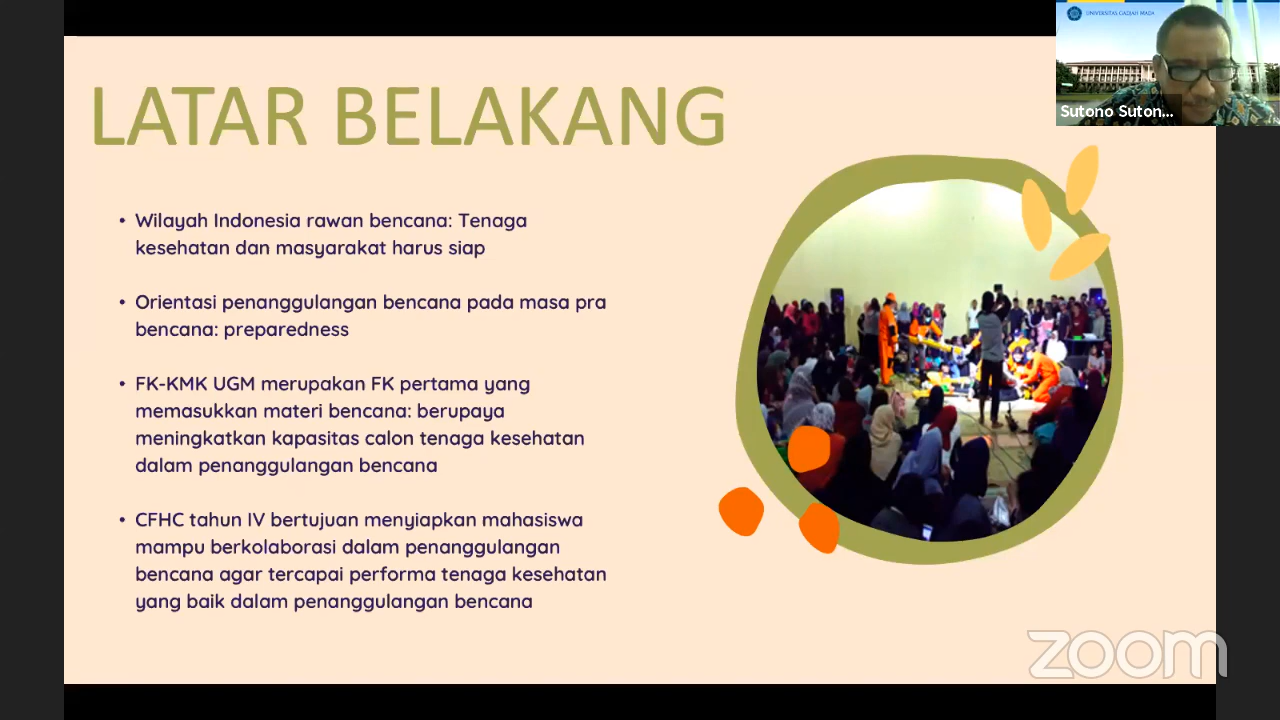 LATAR BELAKANG
• Wilayah Indonesia rawan bencana: Tenaga
kesehatan dan masyarakat harus siap
• Orientasi penanggulangan bencana pada masa pra
bencana: preparedness
• FK-KMK UGM merupakan FK pertama yang
memasukkan materi bencana: berupaya
meningkatkan kapasitas calon tenaga kesehatan
dalam penanggulangan bencana
• CFHC tahun IV bertujuan menyiapkan mahasiswa
mampu berkolaborasi dalam penanggulangan
bencana agar tercapai performa tenaga kesehatan
yang baik dalam penanggulangan bencana
UNIVERSITAS GADJAH MADA
Sutono Suton...
zoom